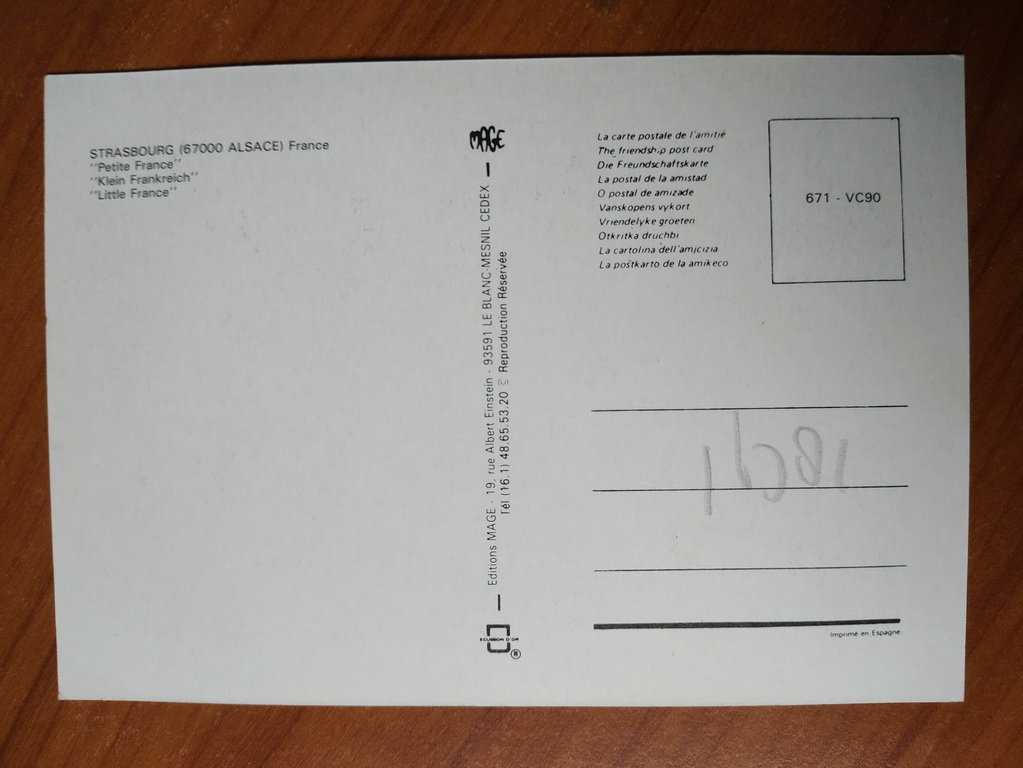 STRASBOURG (67000 ALSACE) France
"Petite France"
"Klein Frankreich"
"Little France"
MAGE
Editions MAGE - 19, rue Albert Einstein - 93591 LE BLANC-MESNIL CEDEX
Tél (16.1) 48.65.53.20 © Reproduction Réservée
ECUSSON D'OR
®
La carte postale de l'amitié
The friendship post card
Die Freundschaftskarte
La postal de la amistad
O postal de amizade
Vanskopens vykort
Vriendelyke groeten
Otkritka druchbi
La cartolina dell'amicizia
La postkarto de la amikeco
671 - VC90
Imprimé en Espagne